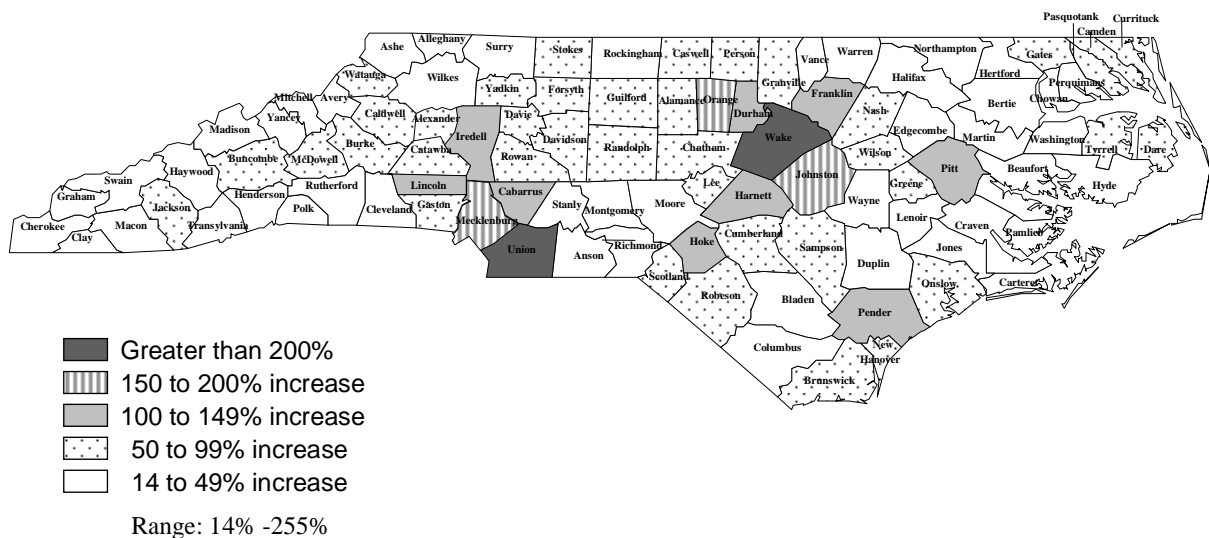 Pasquotank
Currituck
Camden
Ashe
Alleghany
Surry
Stokes
Rockingham
Caswell
Person
Vance
Warren
Northampton
Gates
Watauga
Wilkes
Yadkin
Forsyth
Guilford
Alamance
Orange
Durham
Granville
Franklin
Halifax
Hertford
Perquimans
Chowan
Bertie
Mitchell
Avery
Yancey
Caldwell
Alexander
Iredell
Davie
Nash
Edgecombe
Martin
Washington
Tyrrell
Dare
Madison
Burke
Catawba
Rowan
Davidson
Randolph
Chatham
Wake
Wilson
Buncombe
McDowell
Pitt
Beaufort
Hyde
Swain
Haywood
Rutherford
Lincoln
Cabarrus
Lee
Harnett
Johnston
Greene
Graham
Jackson
Henderson
Polk
Cleveland
Gaston
Mecklenburg
Stanly
Montgomery
Moore
Wayne
Lenoir
Craven
Pamlico
Cherokee
Macon
Transylvania
Clay
Union
Anson
Richmond
Hoke
Cumberland
Sampson
Duplin
Jones
Scotland
Robeson
Bladen
Onslow
Carteret
Pender
Columbus
New
Hanover
Brunswick
Greater than 200%
150 to 200% increase
100 to 149% increase
50 to 99% increase
14 to 49% increase
Range: 14% -255%